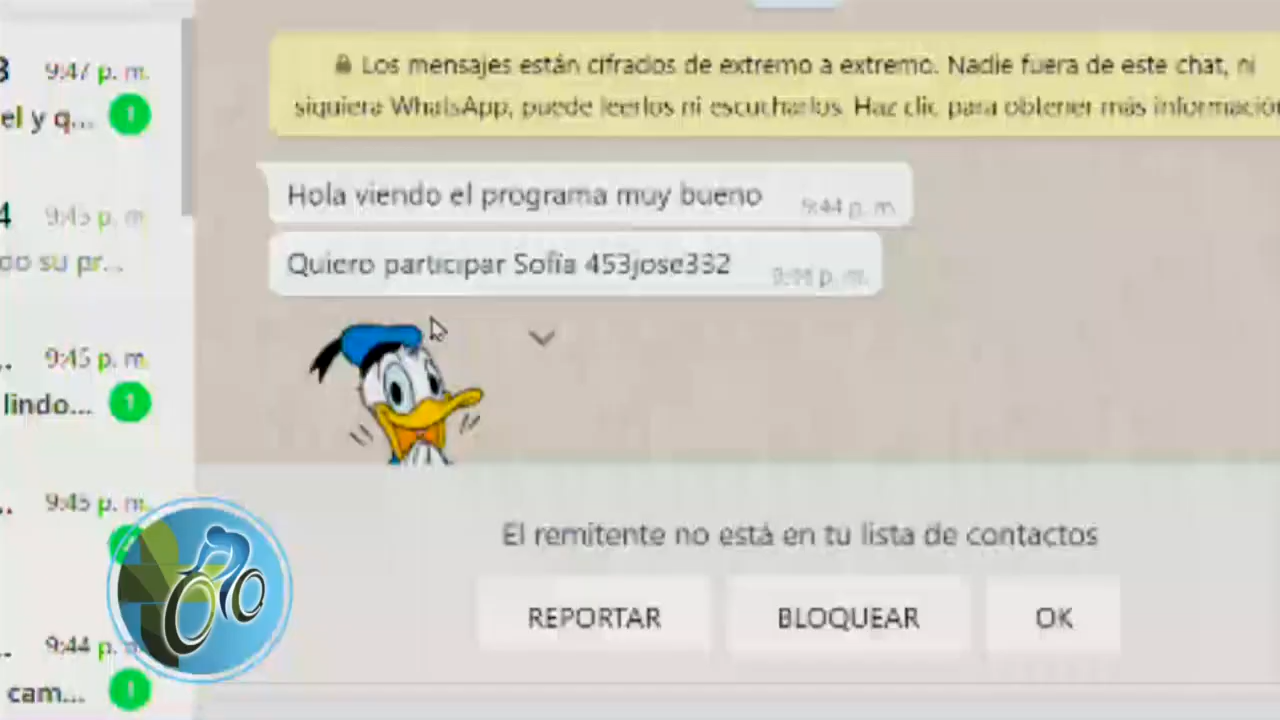 9:47 p. m.
el y q...
9:45 p. m
do su pr...
9:45 p. m.
lindo...
9:45 p. m.
9:44 p.
cam...
Los mensajes están cifrados de extremo a extremo. Nadie fuera de este chat, ni
siquiera WhatsApp, puede leerlos ni escucharlos. Haz clic para obtener más información
Hola viendo el programa muy bueno
9:44 p. m.
Quiero participar Sofía 453jose332
9:44 p. m.
El remitente no está en tu lista de contactos
REPORTAR
BLOQUEAR
OK